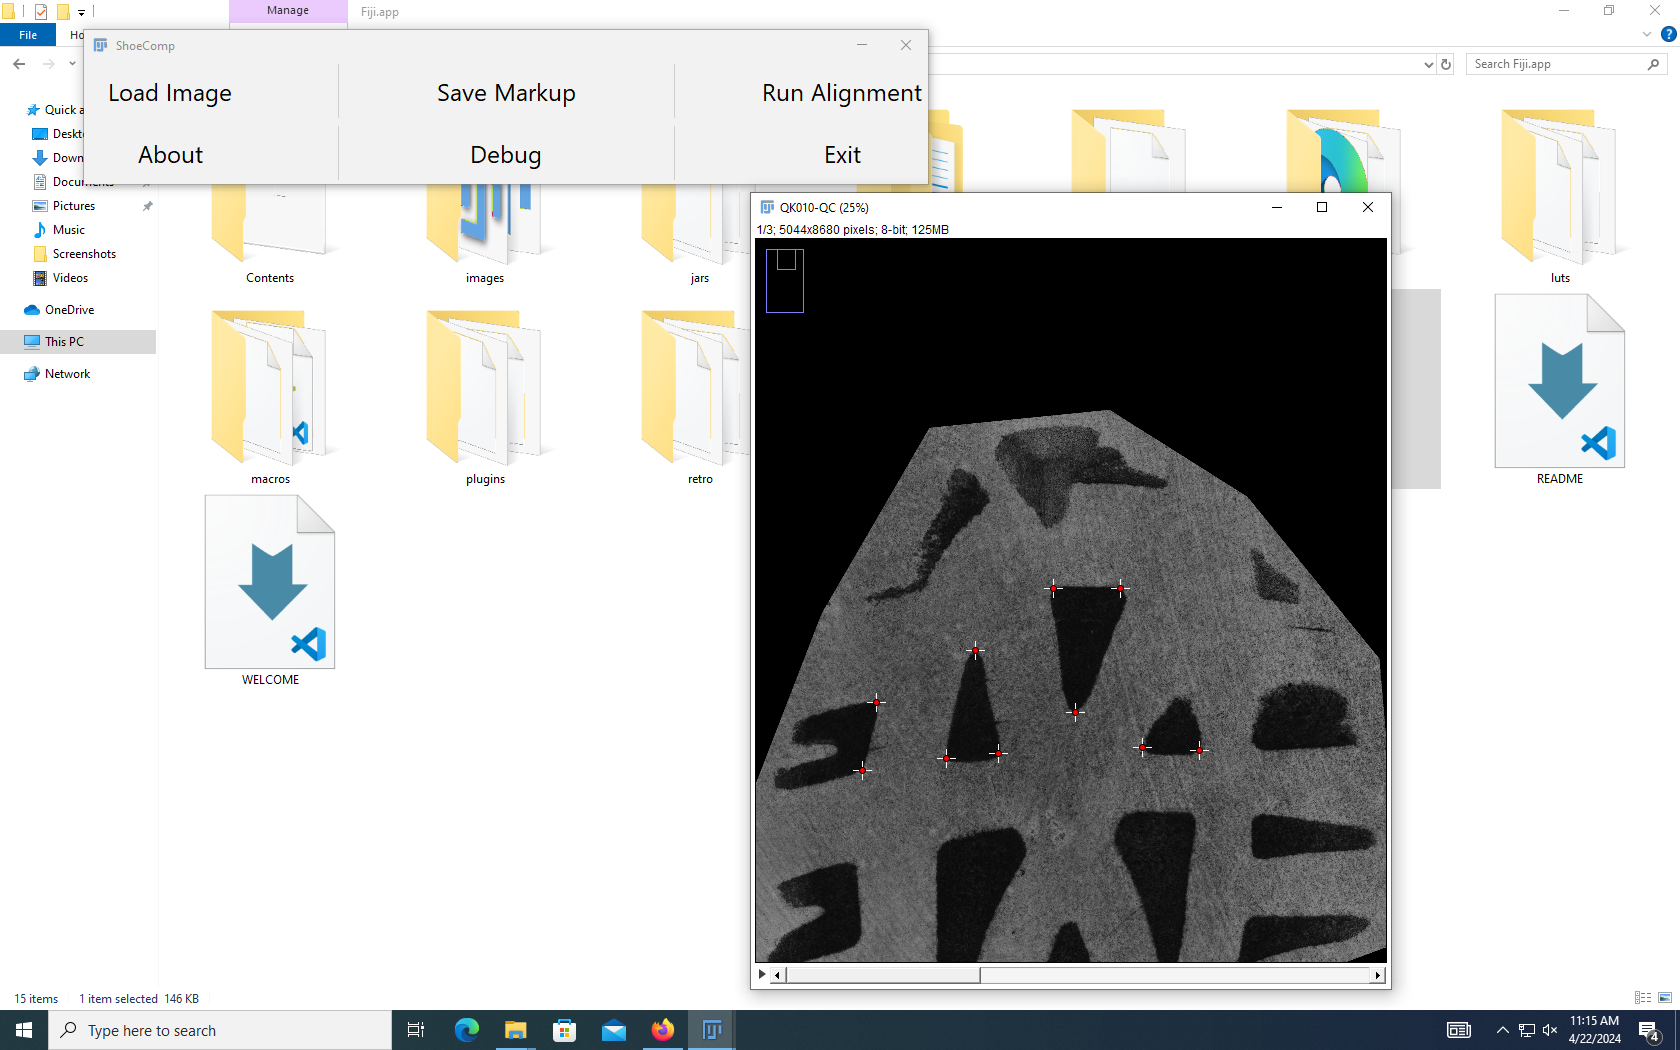 Manage
Fiji.app
File
Ho
ShoeComp
Load Image
Save Markup
Run Alignment
About
Debug
Exit
Search Fiji.app
Quick a
Deskt
Down
Documents
Pictures
Music
Screenshots
Videos
OneDrive
This PC
Network
Contents
images
jars
luts
macros
plugins
retro
README
WELCOME
QK010-QC (25%)
1/3; 5044x8680 pixels; 8-bit; 125MB
15 items
1 item selected 146 KB
Type here to search
11:15 AM
4/22/2024
4